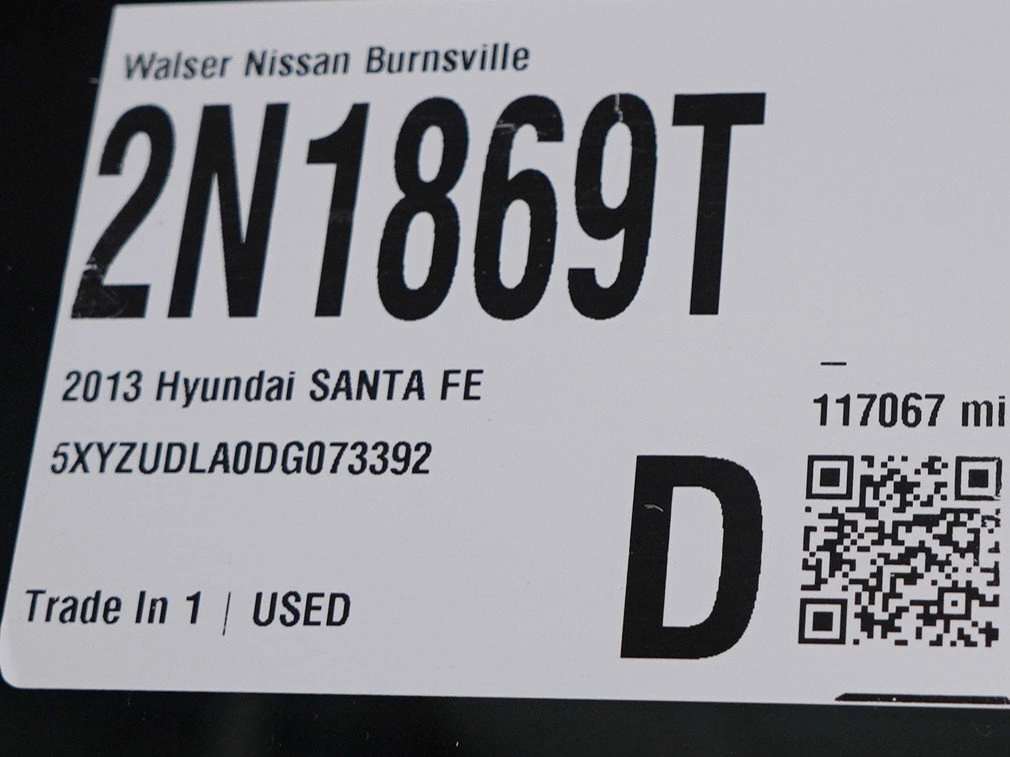 Walser Nissan Burnsville
2N1869T
2013 Hyundai SANTA FE
5XYZUDLA0DG073392
–
117067 mi
D
Trade In 1 | USED